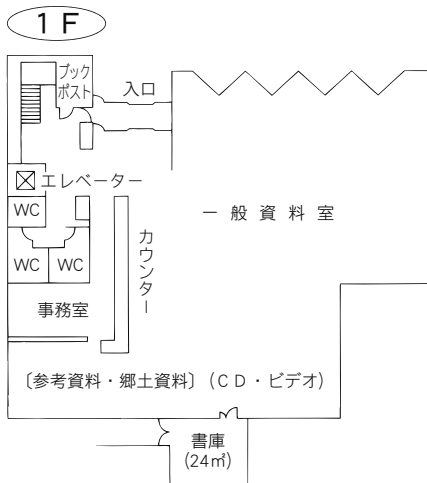 1F
ブック
ポスト
入口
エレベーター
WC
一般資料室
カウンター
WC
WC
事務室
〔参考資料・郷土資料〕(CD・ビデオ)
書庫
(24㎡)